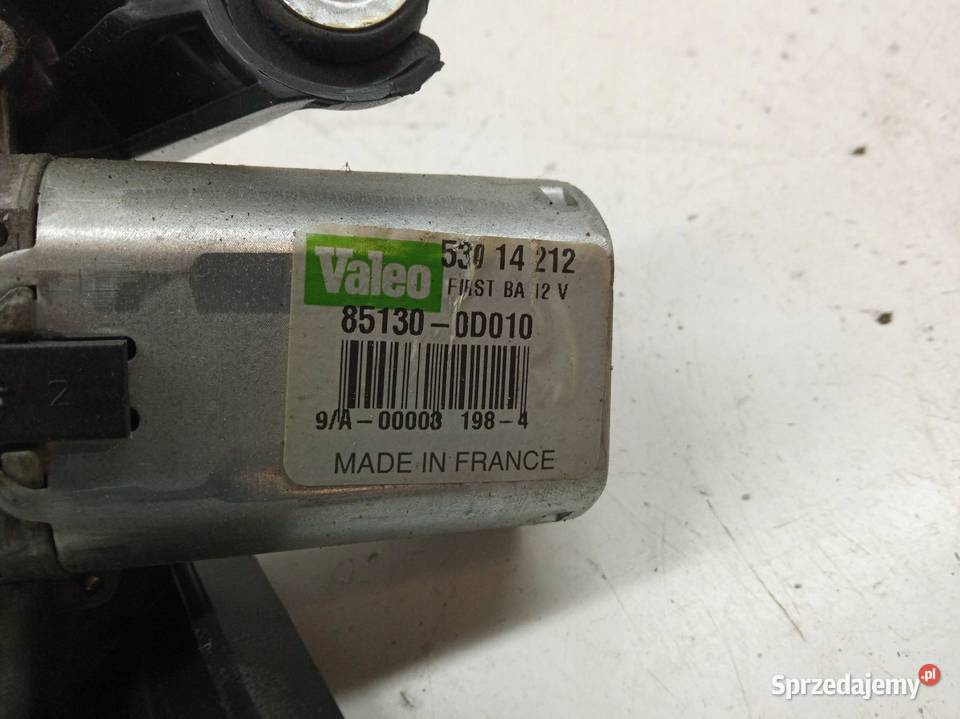 Valeo 530 14 212
FIRST BA 12 V
85130-0D010
9/A-00003 198-4
MADE IN FRANCE
2
Sprzedajemy.pl